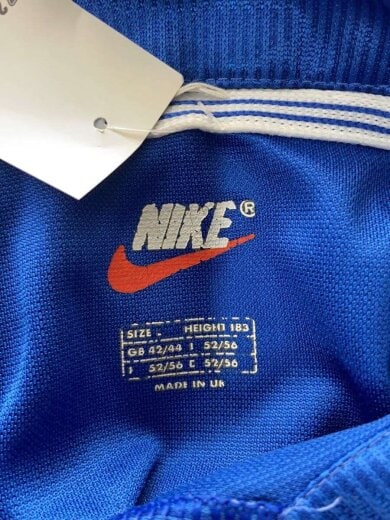 NIKE®
SIZE HEIGHT 183
GB 42/44 I 52/56
52/56 52/56
MADE IN UK